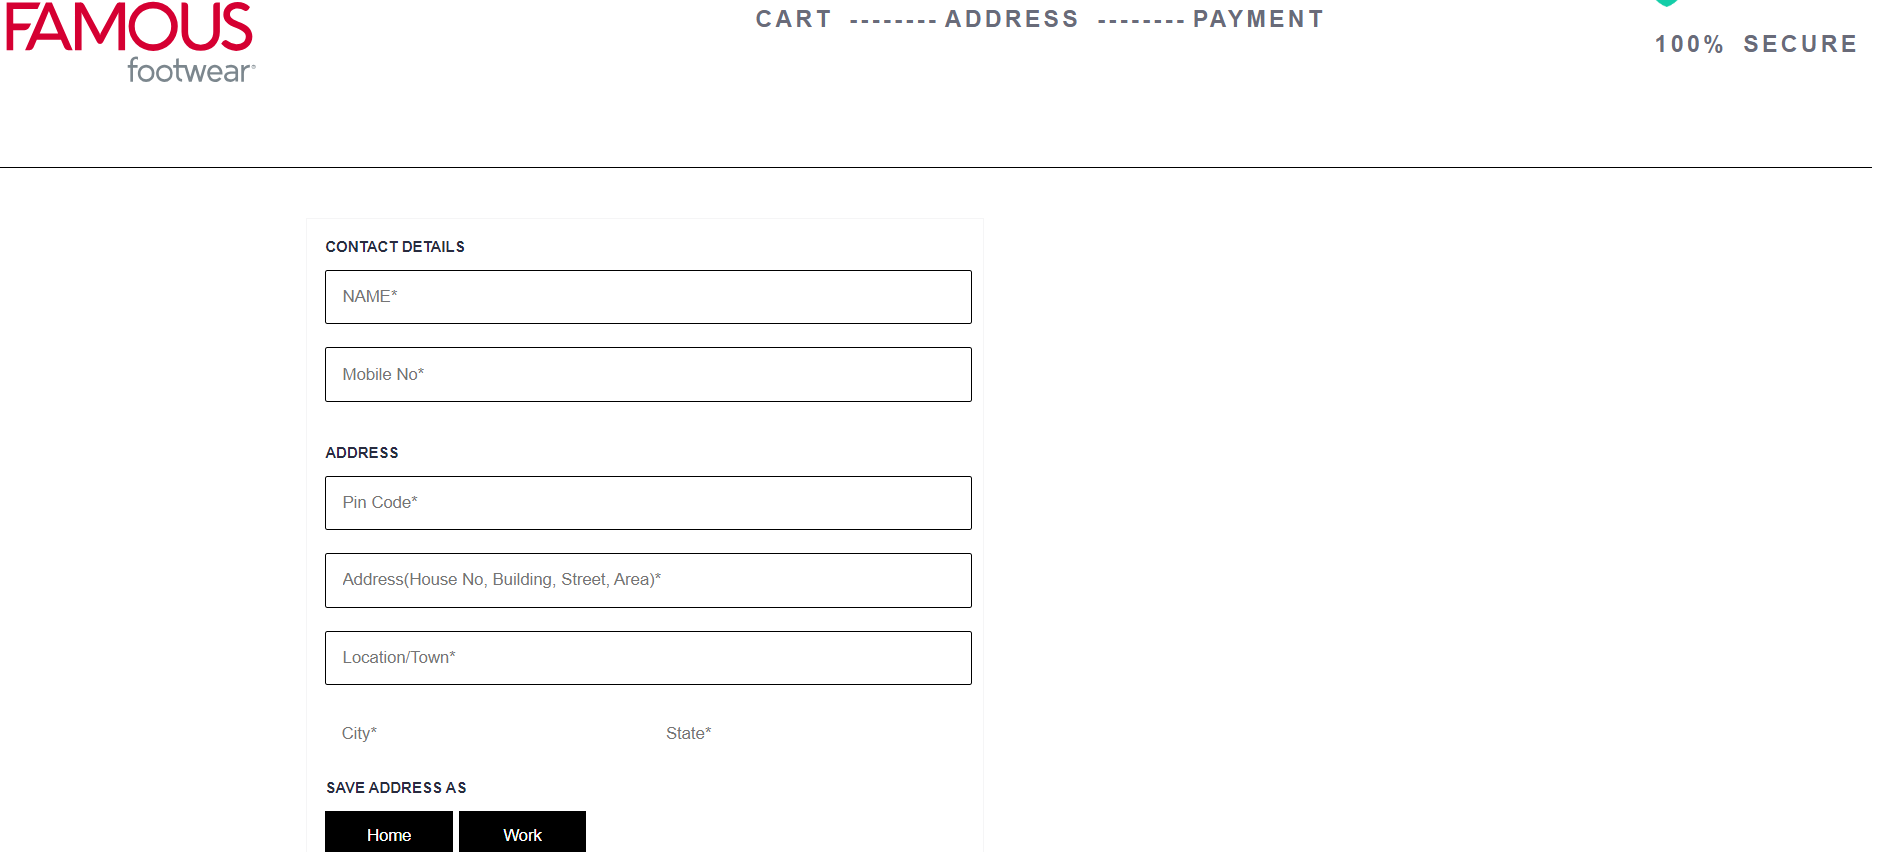 FAMOUS
footwear®
CART -------- ADDRESS -------- PAYMENT
100% SECURE
CONTACT DETAILS
NAME*
Mobile No*
ADDRESS
Pin Code*
Address(House No, Building, Street, Area)*
Location/Town*
City* State*
SAVE ADDRESS AS
Home Work